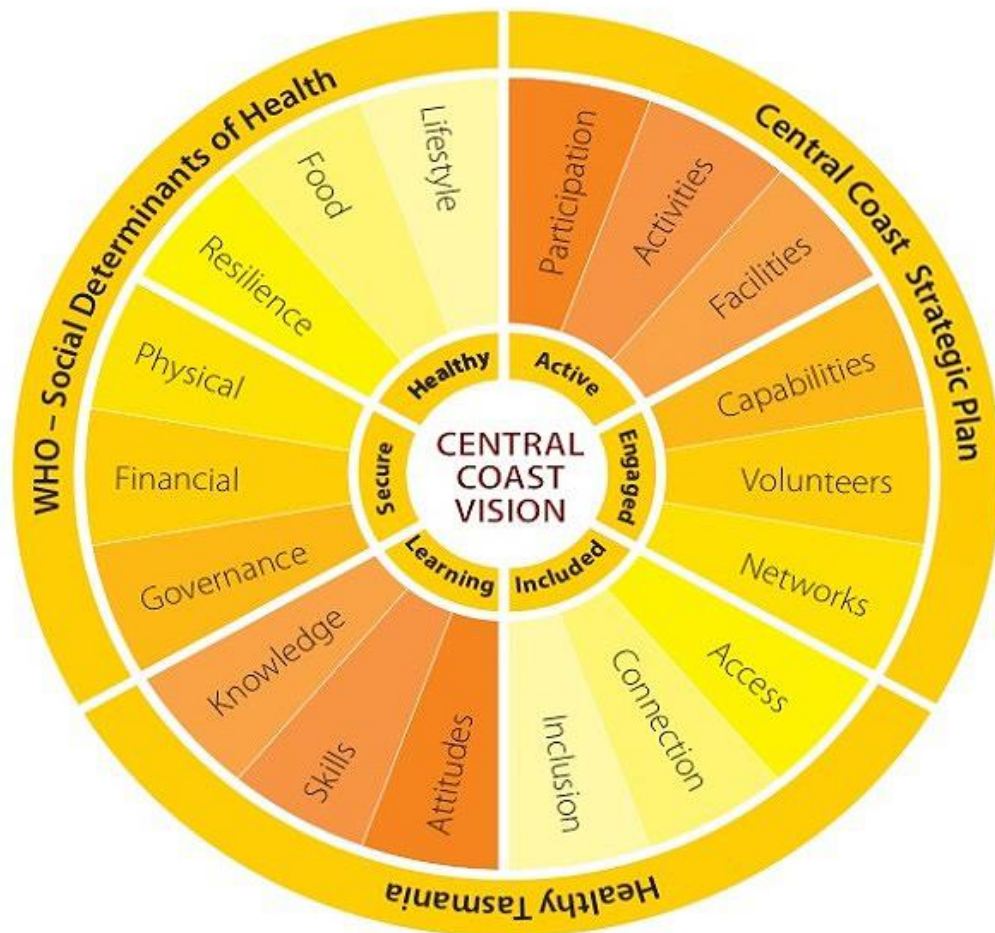 WHO – Social Determinants of Health
Central Coast Strategic Plan
Healthy Tasmania
Healthy
Active
Engaged
Included
Learning
Secure
CENTRAL
COAST
VISION
Participation
Activities
Facilities
Capabilities
Volunteers
Networks
Access
Connection
Inclusion
Attitudes
Skills
Knowledge
Governance
Financial
Physical
Resilience
Food
Lifestyle